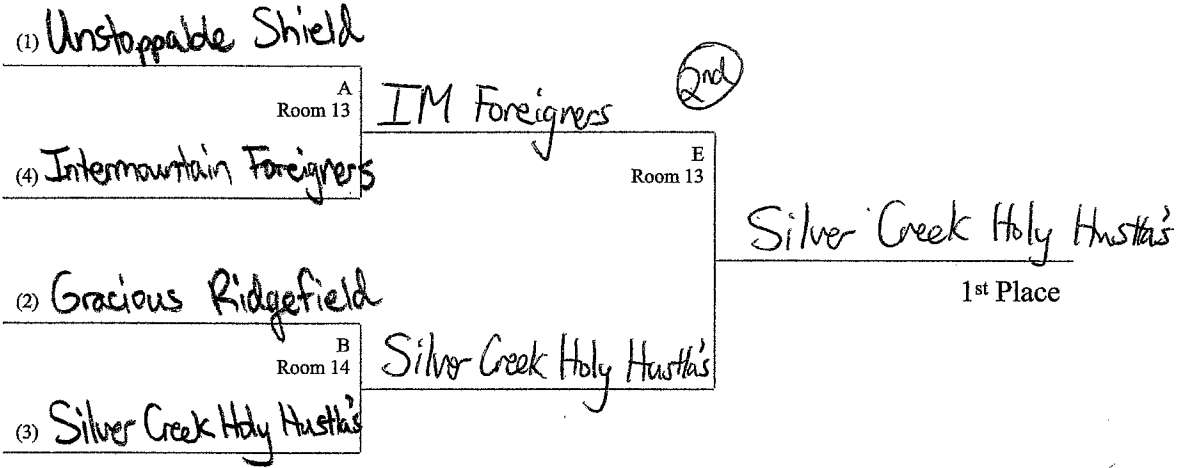 (1) Unstoppable Shield
A
Room 13
IM Foreigners
2nd
(4) Intermountain Foreigners
E
Room 13
Silver Creek Holy Hustla's
1st Place
(2) Gracious Ridgefield
B
Room 14
Silver Creek Holy Hustla's
(3) Silver Creek Holy Hustla's